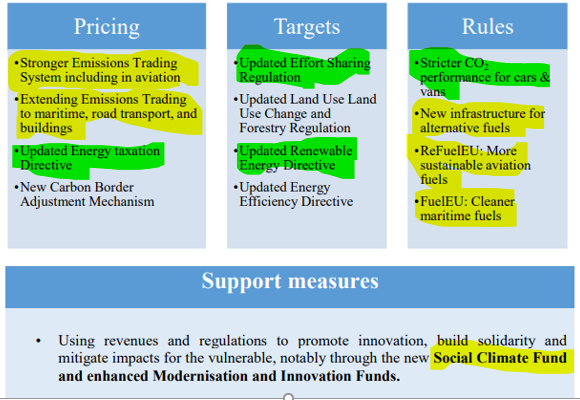 Pricing
•Stronger Emissions Trading
System including in aviation
•Extending Emissions Trading
to maritime, road transport, and
buildings
•Updated Energy taxation
Directive
•New Carbon Border
Adjustment Mechanism
Targets
•Updated Effort Sharing
Regulation
•Updated Land Use Land
Use Change and
Forestry Regulation
•Updated Renewable
Energy Directive
•Updated Energy
Efficiency Directive
Rules
•Stricter CO₂
performance for cars &
vans
•New infrastructure for
alternative fuels
•ReFuelEU: More
sustainable aviation
fuels
•FuelEU: Cleaner
maritime fuels
Support measures
• Using revenues and regulations to promote innovation, build solidarity and
mitigate impacts for the vulnerable, notably through the new Social Climate Fund
and enhanced Modernisation and Innovation Funds.